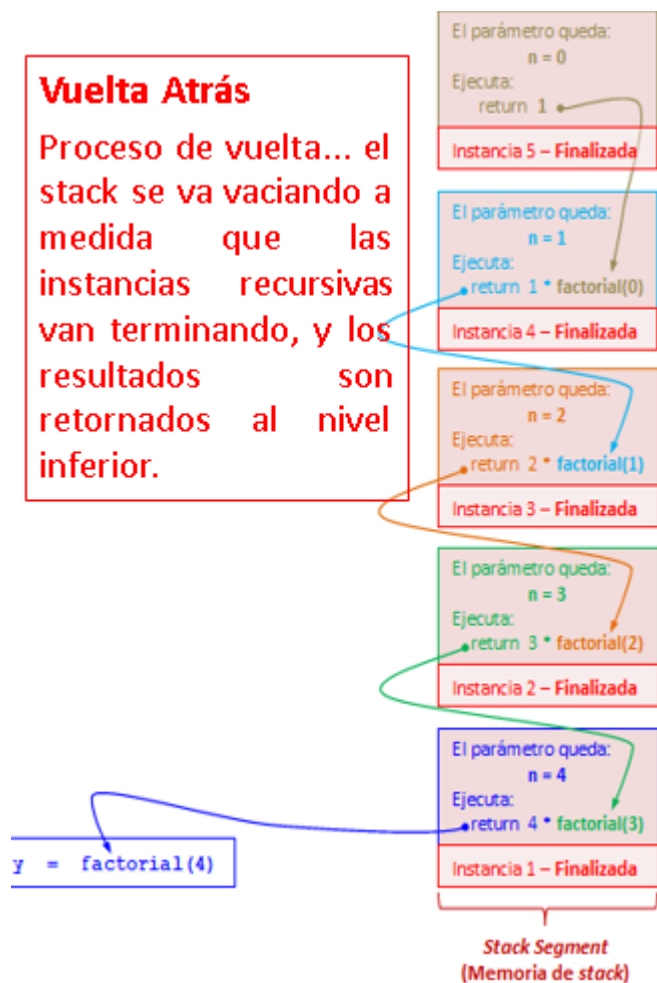 Vuelta Atrás
Proceso de vuelta... el
stack se va vaciando a
medida que las
instancias recursivas
van terminando, y los
resultados son
retornados al nivel
inferior.
El parámetro queda:
n = 0
Ejecuta:
return 1
Instancia 5 – Finalizada
El parámetro queda:
n = 1
Ejecuta:
return 1 * factorial(0)
Instancia 4 – Finalizada
El parámetro queda:
n = 2
Ejecuta:
return 2 * factorial(1)
Instancia 3 – Finalizada
El parámetro queda:
n = 3
Ejecuta:
return 3 * factorial(2)
Instancia 2 – Finalizada
El parámetro queda:
n = 4
Ejecuta:
return 4 * factorial(3)
Instancia 1 – Finalizada
y = factorial(4)
Stack Segment
(Memoria de stack)